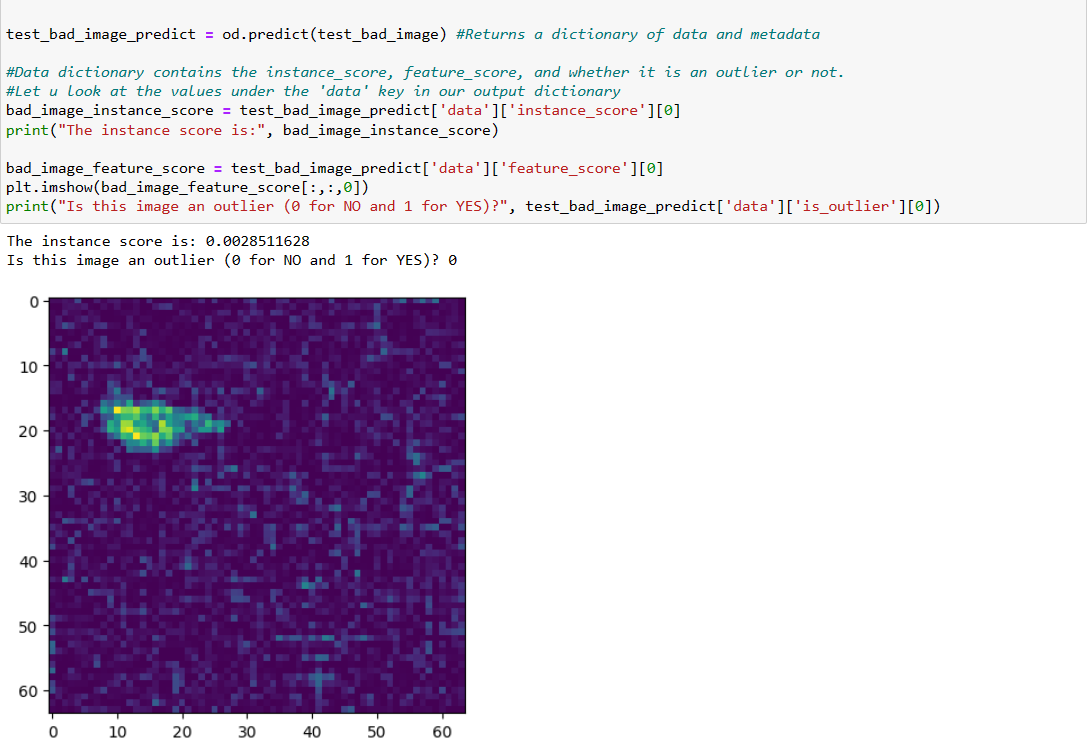 test_bad_image_predict = od.predict(test_bad_image) #Returns a dictionary of data and metadata
#Data dictionary contains the instance_score, feature_score, and whether it is an outlier or not.
#Let u look at the values under the 'data' key in our output dictionary
bad_image_instance_score = test_bad_image_predict['data']['instance_score'][0]
print("The instance score is:", bad_image_instance_score)
bad_image_feature_score = test_bad_image_predict['data']['feature_score'][0]
plt.imshow(bad_image_feature_score[:,:,0])
print("Is this image an outlier (0 for NO and 1 for YES)?", test_bad_image_predict['data']['is_outlier'][0])
The instance score is: 0.0028511628
Is this image an outlier (0 for NO and 1 for YES)? 0
0
10
20
30
40
50
60
0 10 20 30 40 50 60